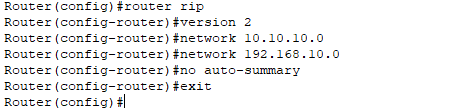 Router(config)#router rip
Router(config-router)#version 2
Router(config-router)#network 10.10.10.0
Router(config-router)#network 192.168.10.0
Router(config-router)#no auto-summary
Router(config-router)#exit
Router(config)#